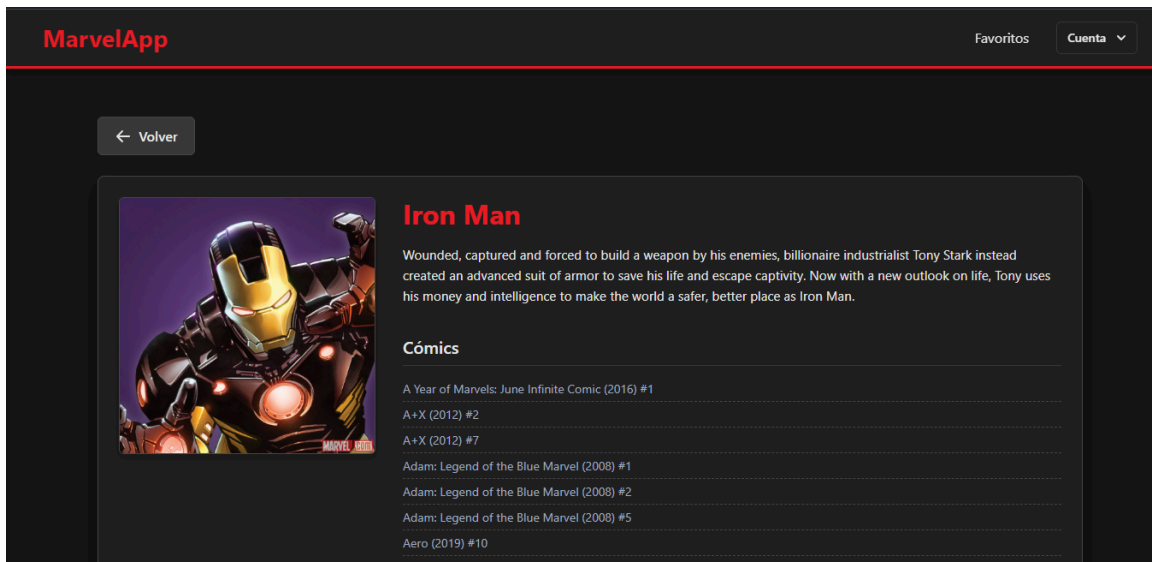 MarvelApp
Favoritos
Cuenta
Volver
Iron Man
Wounded, captured and forced to build a weapon by his enemies, billionaire industrialist Tony Stark instead
created an advanced suit of armor to save his life and escape captivity. Now with a new outlook on life, Tony uses
his money and intelligence to make the world a safer, better place as Iron Man.
MARVEL.COM
Cómics
A Year of Marvels: June Infinite Comic (2016) #1
A+X (2012) #2
A+X (2012) #7
Adam: Legend of the Blue Marvel (2008) #1
Adam: Legend of the Blue Marvel (2008) #2
Adam: Legend of the Blue Marvel (2008) #5
Aero (2019) #10